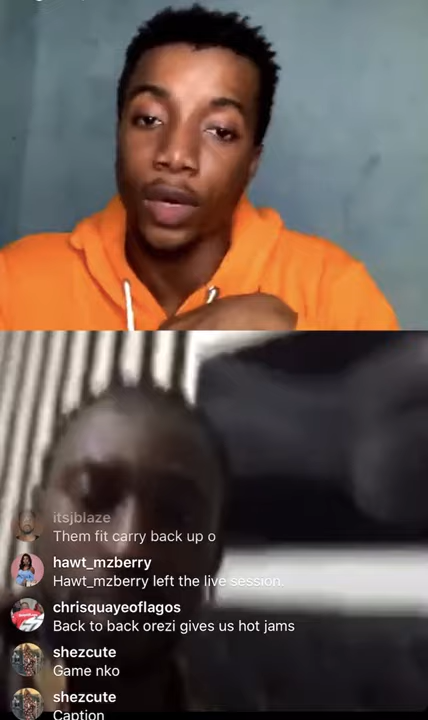 itsjblaze
Them fit carry back up o
hawt_mzberry
Hawt_mzberry left the live session.
chrisquayeoflagos
Back to back orezi gives us hot jams
shezcute
Game nko
shezcute
Caption